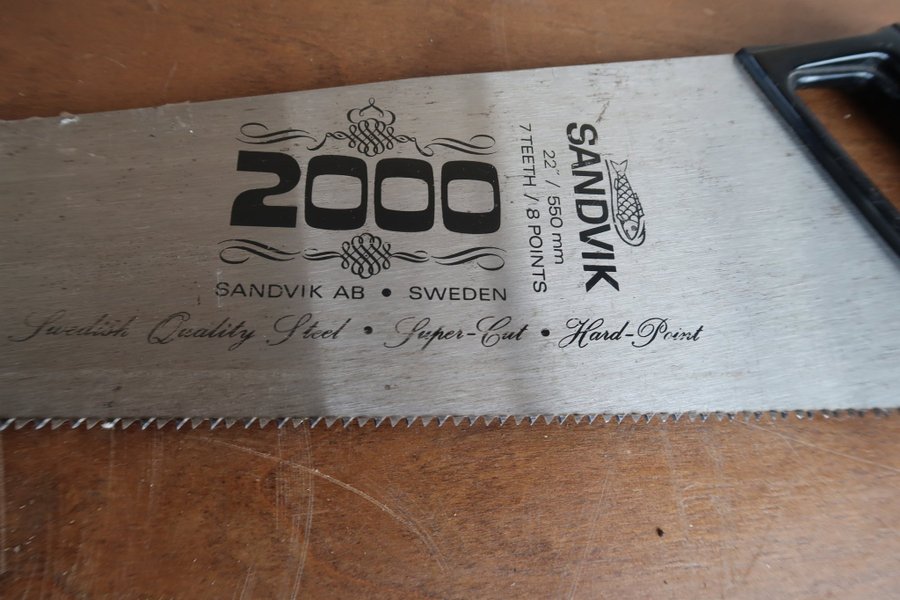 2000
SANDVIK AB • SWEDEN
Swedish Quality Steel • Super-Cut • Hard-Point
7 TEETH / 8 POINTS
22" / 550 mm
SANDVIK